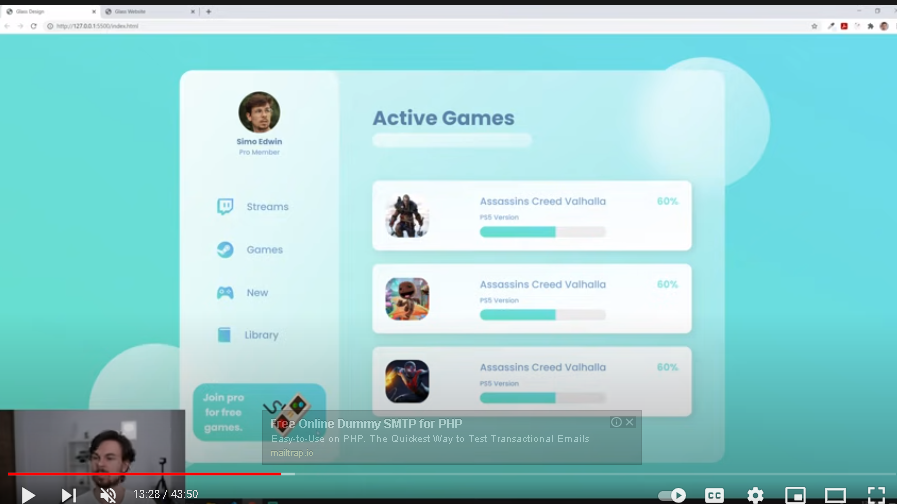 Glass Design
Glass Website
http://127.0.0.1:5500/index.html
Simo Edwin
Pro Member
Streams
Games
New
Library
Join pro
for free
games.
Active Games
Assassins Creed Valhalla
60%
PS5 Version
Assassins Creed Valhalla
60%
PS5 Version
Assassins Creed Valhalla
60%
PS5 Version
Free Online Dummy SMTP for PHP
Easy-to-Use on PHP. The Quickest Way to Test Transactional Emails
mailtrap.io
13:28 / 43:50
CC